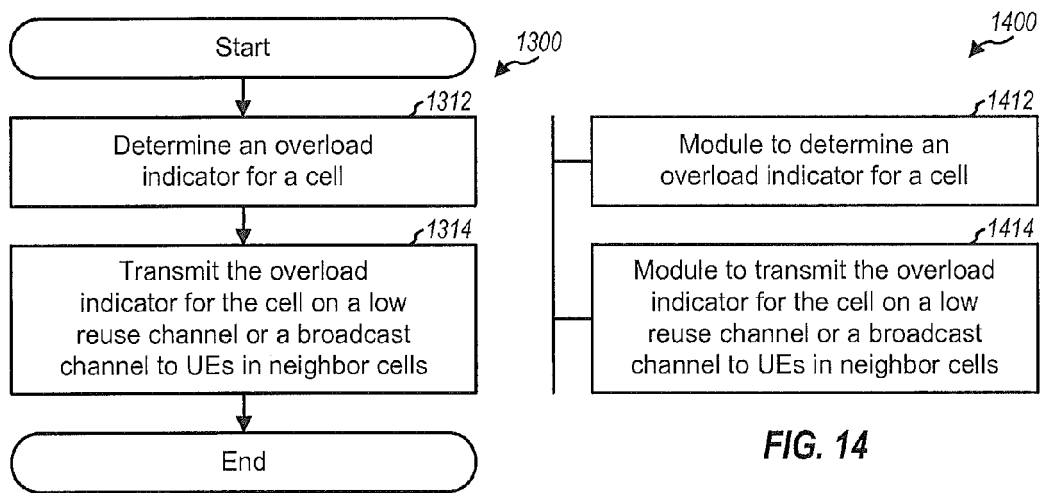 Start
1300
1312
Determine an overload
indicator for a cell
1314
Transmit the overload
indicator for the cell on a low
reuse channel or a broadcast
channel to UEs in neighbor cells
End
1400
1412
Module to determine an
overload indicator for a cell
1414
Module to transmit the overload
indicator for the cell on a low
reuse channel or a broadcast
channel to UEs in neighbor cells
FIG. 14